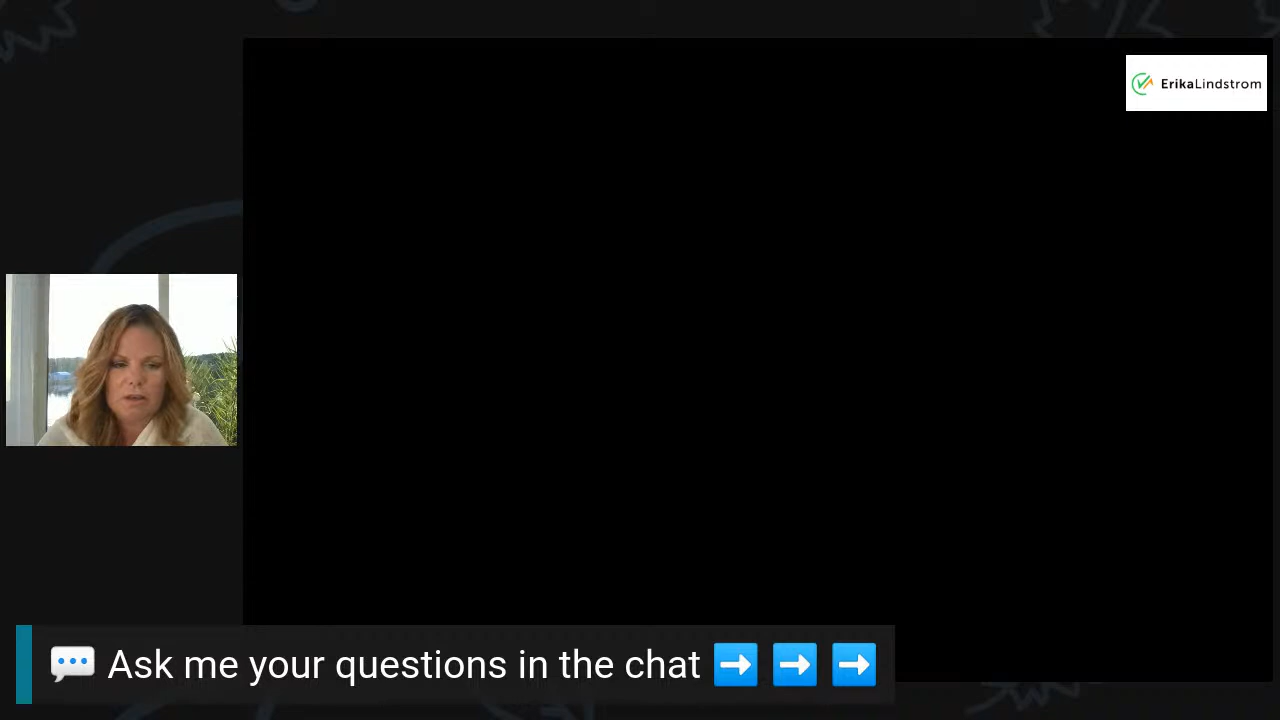 ErikaLindstrom
💬 Ask me your questions in the chat ➡️ ➡️ ➡️